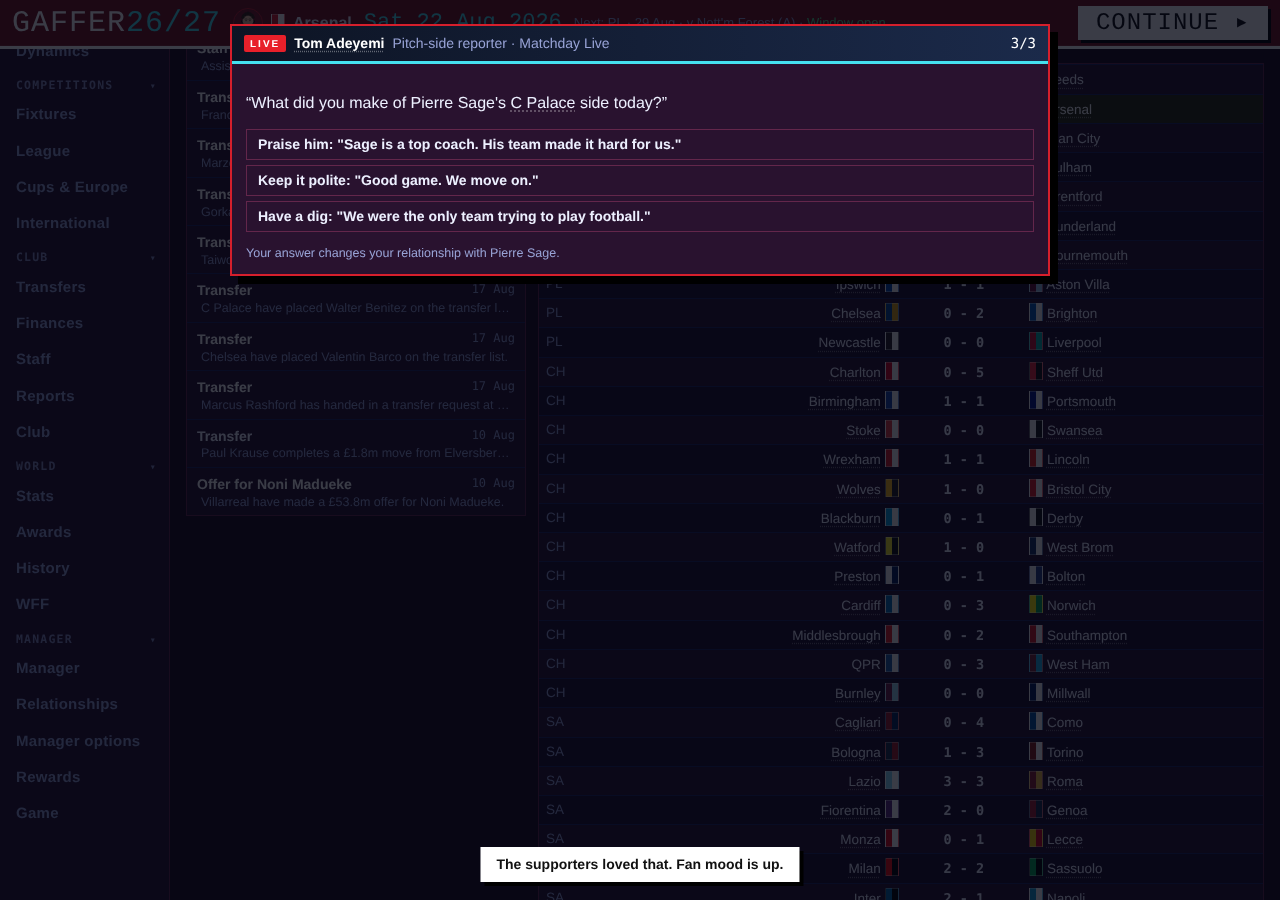 GAFFER26/27
Arsenal Sat 22 Aug 2026 Next: PL · 29 Aug · v Nott'm Forest (A) · Window open
CONTINUE ►
LIVE Tom Adeyemi Pitch-side reporter · Matchday Live 3/3
“What did you make of Pierre Sage's C Palace side today?”
Praise him: "Sage is a top coach. His team made it hard for us."
Keep it polite: "Good game. We move on."
Have a dig: "We were the only team trying to play football."
Your answer changes your relationship with Pierre Sage.
Dynamics
COMPETITIONS
Fixtures
League
Cups & Europe
International
CLUB
Transfers
Finances
Staff
Reports
Club
WORLD
Stats
Awards
History
WFF
MANAGER
Manager
Relationships
Manager options
Rewards
Game
Transfer 17 Aug
C Palace have placed Walter Benitez on the transfer l…
Transfer 17 Aug
Chelsea have placed Valentin Barco on the transfer list.
Transfer 17 Aug
Marcus Rashford has handed in a transfer request at …
Transfer 10 Aug
Paul Krause completes a £1.8m move from Elversber…
Offer for Noni Madueke 10 Aug
Villarreal have made a £53.8m offer for Noni Madueke.
PL Ipswich 1 - 1 Aston Villa
PL Chelsea 0 - 2 Brighton
PL Newcastle 0 - 0 Liverpool
CH Charlton 0 - 5 Sheff Utd
CH Birmingham 1 - 1 Portsmouth
CH Stoke 0 - 0 Swansea
CH Wrexham 1 - 1 Lincoln
CH Wolves 1 - 0 Bristol City
CH Blackburn 0 - 1 Derby
CH Watford 1 - 0 West Brom
CH Preston 0 - 1 Bolton
CH Cardiff 0 - 3 Norwich
CH Middlesbrough 0 - 2 Southampton
CH QPR 0 - 3 West Ham
CH Burnley 0 - 0 Millwall
SA Cagliari 0 - 4 Como
SA Bologna 1 - 3 Torino
SA Lazio 3 - 3 Roma
SA Fiorentina 2 - 0 Genoa
SA Monza 0 - 1 Lecce
Milan 2 - 2 Sassuolo
SA Inter 2 - 1 Napoli
The supporters loved that. Fan mood is up.